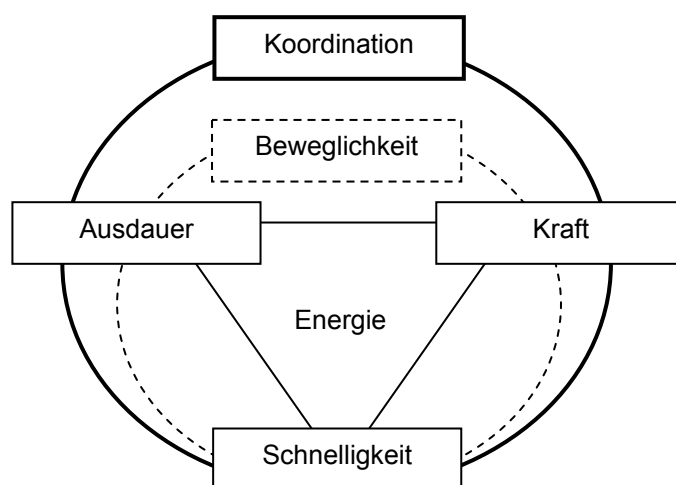 Koordination
Beweglichkeit
Ausdauer
Kraft
Energie
Schnelligkeit